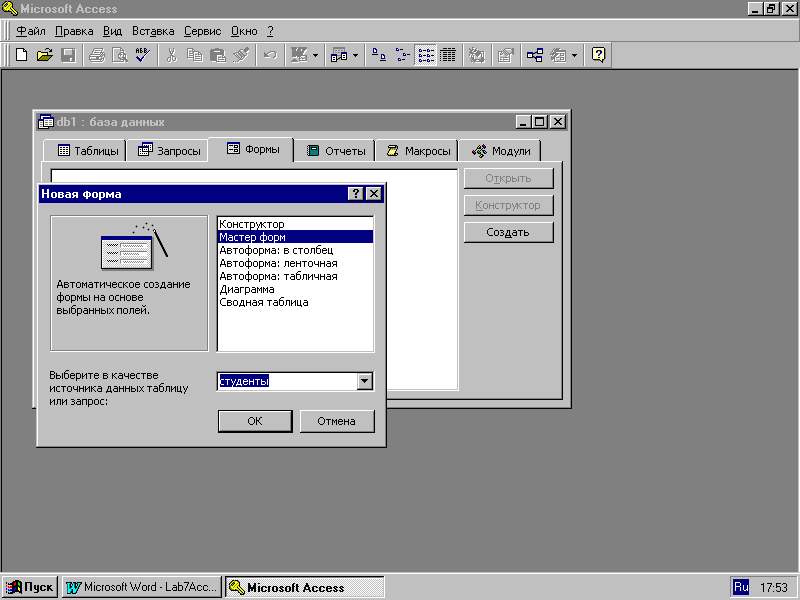 Microsoft Access
Файл Правка Вид Вставка Сервис Окно ?
db1 : база данных
Таблицы Запросы Формы Отчеты Макросы Модули
Открыть
Конструктор
Создать
Новая форма
Автоматическое создание
формы на основе
выбранных полей.
Конструктор
Мастер форм
Автоформа: в столбец
Автоформа: ленточная
Автоформа: табличная
Диаграмма
Сводная таблица
Выберите в качестве
источника данных таблицу
или запрос:
студенты
ОК Отмена
Пуск Microsoft Word - Lab7Acc... Microsoft Access Ru 17:53